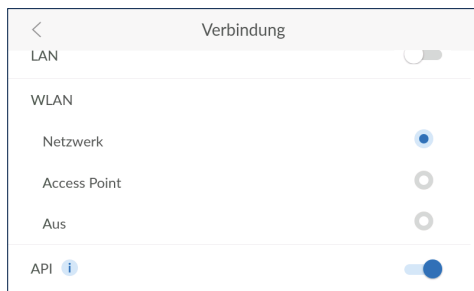 Verbindung
LAN
WLAN
Netzwerk
Access Point
Aus
API i